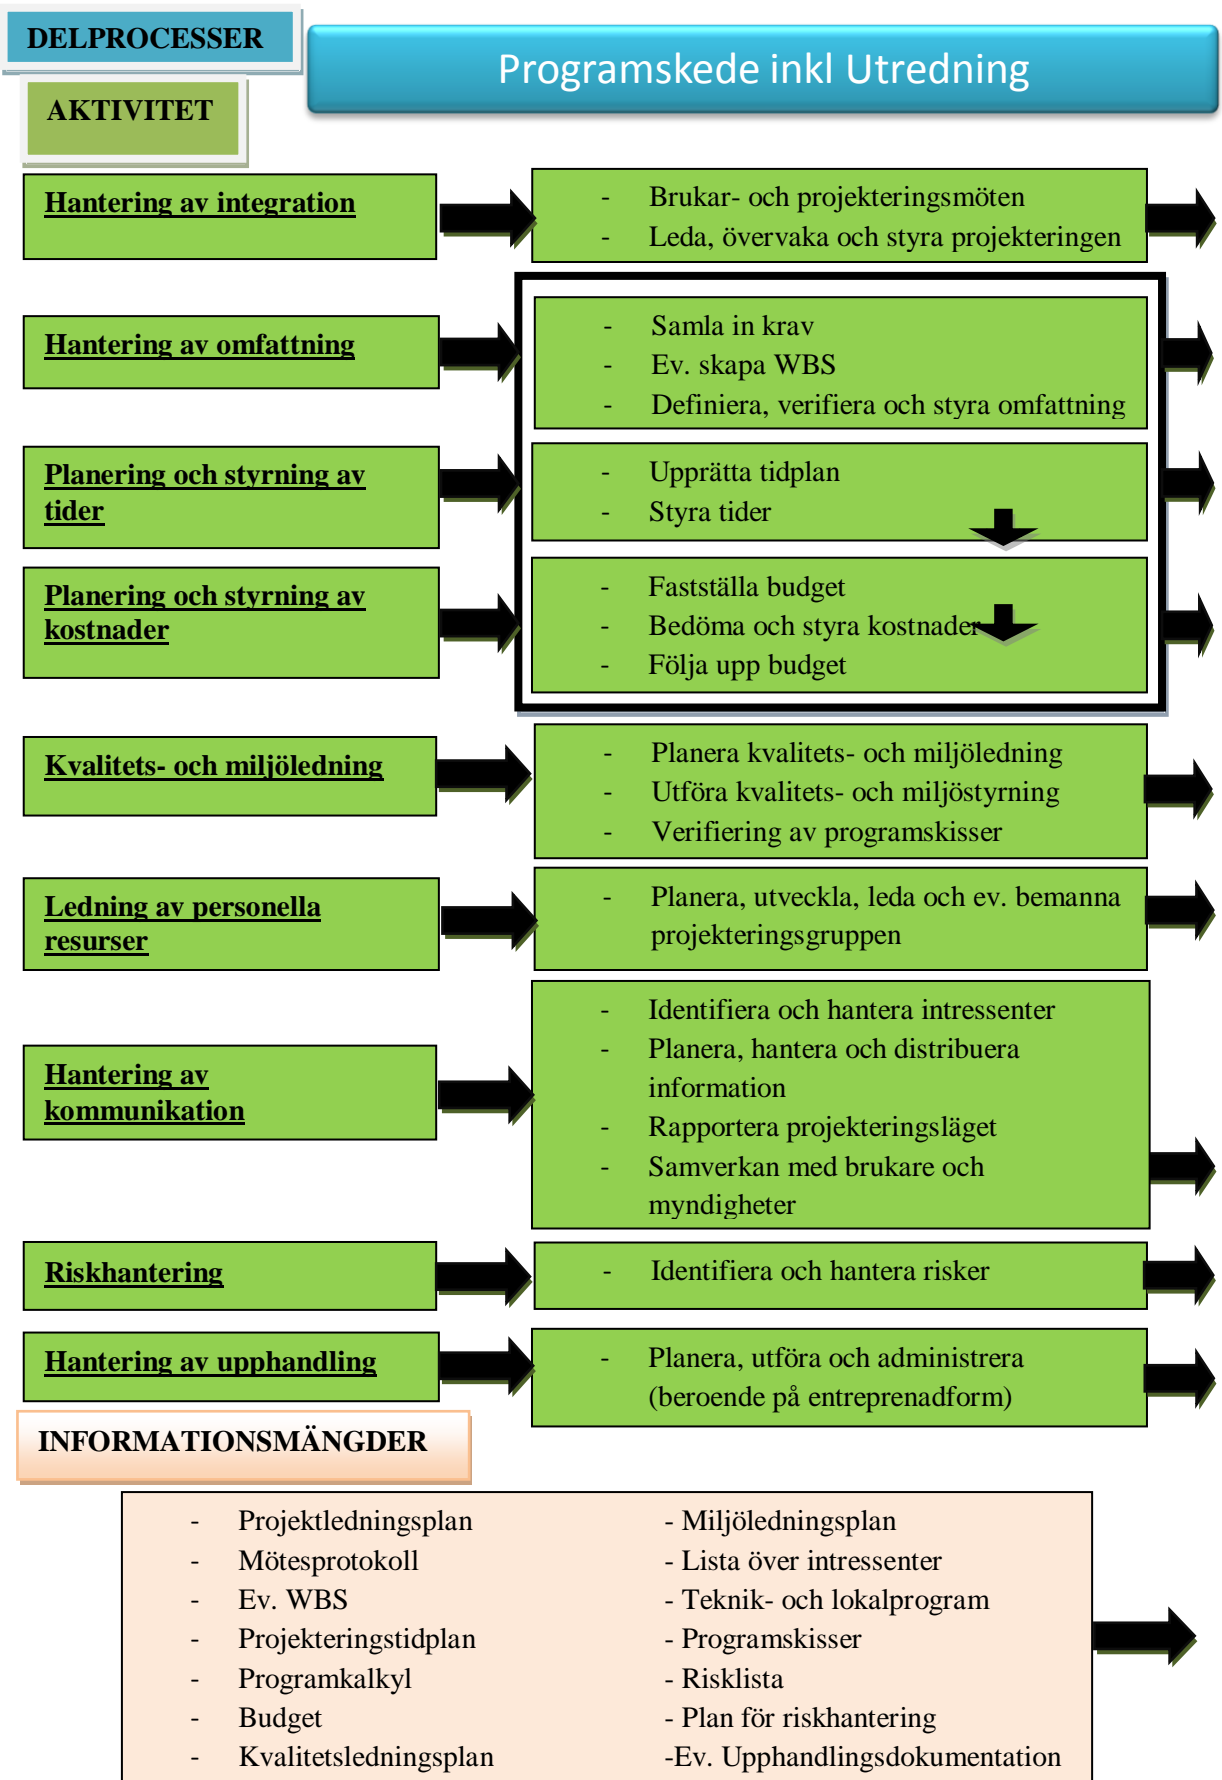 DELPROCESSER
Programskede inkl Utredning
AKTIVITET
Hantering av integration
- Brukar- och projekteringsmöten
- Leda, övervaka och styra projekteringen
Hantering av omfattning
- Samla in krav
- Ev. skapa WBS
- Definiera, verifiera och styra omfattning
Planering och styrning av
tider
- Upprätta tidplan
- Styra tider
Planering och styrning av
kostnader
- Fastställa budget
- Bedöma och styra kostnader
- Följa upp budget
Kvalitets- och miljöledning
- Planera kvalitets- och miljöledning
- Utföra kvalitets- och miljöstyrning
- Verifiering av programskisser
Ledning av personella
resurser
- Planera, utveckla, leda och ev. bemanna
projekteringsgruppen
Hantering av
kommunikation
- Identifiera och hantera intressenter
- Planera, hantera och distribuera
information
- Rapportera projekteringsläget
- Samverkan med brukare och
myndigheter
Riskhantering
- Identifiera och hantera risker
Hantering av upphandling
- Planera, utföra och administrera
(beroende på entreprenadform)
INFORMATIONSMÄNGDER
- Projektledningsplan
- Mötesprotokoll
- Ev. WBS
- Projekteringstidplan
- Programkalkyl
- Budget
- Kvalitetsledningsplan
- Miljöledningsplan
- Lista över intressenter
- Teknik- och lokalprogram
- Programskisser
- Risklista
- Plan för riskhantering
-Ev. Upphandlingsdokumentation